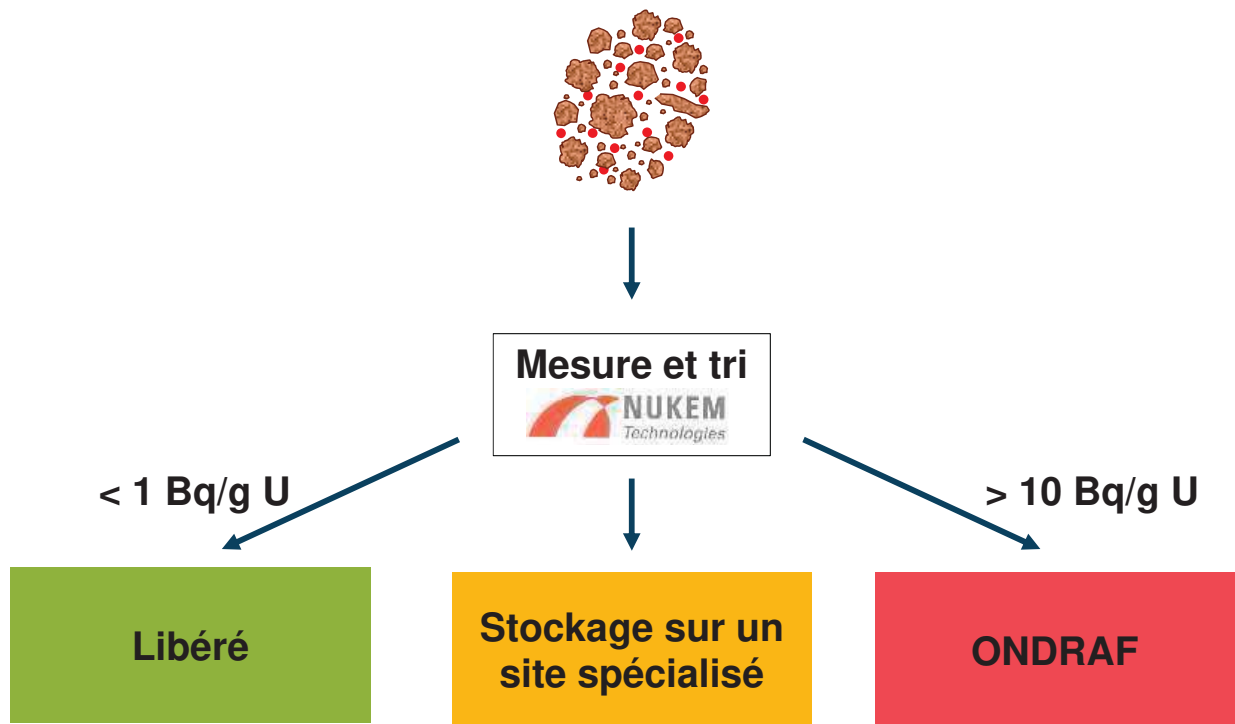 Mesure et tri
NUKEM
Technologies
< 1 Bq/g U
> 10 Bq/g U
Libéré
Stockage sur un
site spécialisé
ONDRAF